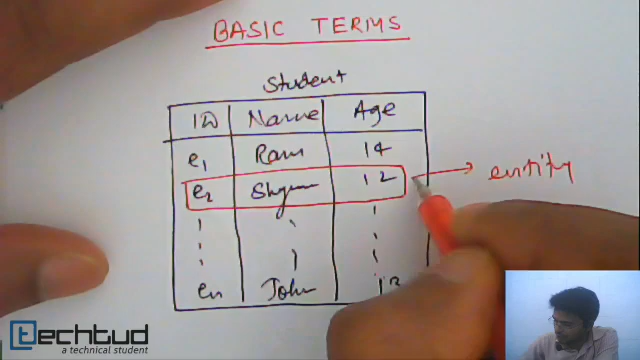 BASIC TERMS
Student
ID Name Age
e1 Ram 14
e2 Shyam 12
entity
en John 13
techtud
a technical student